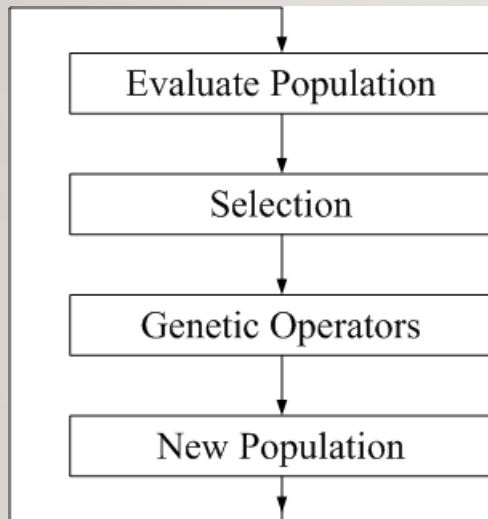 Evaluate Population
Selection
Genetic Operators
New Population